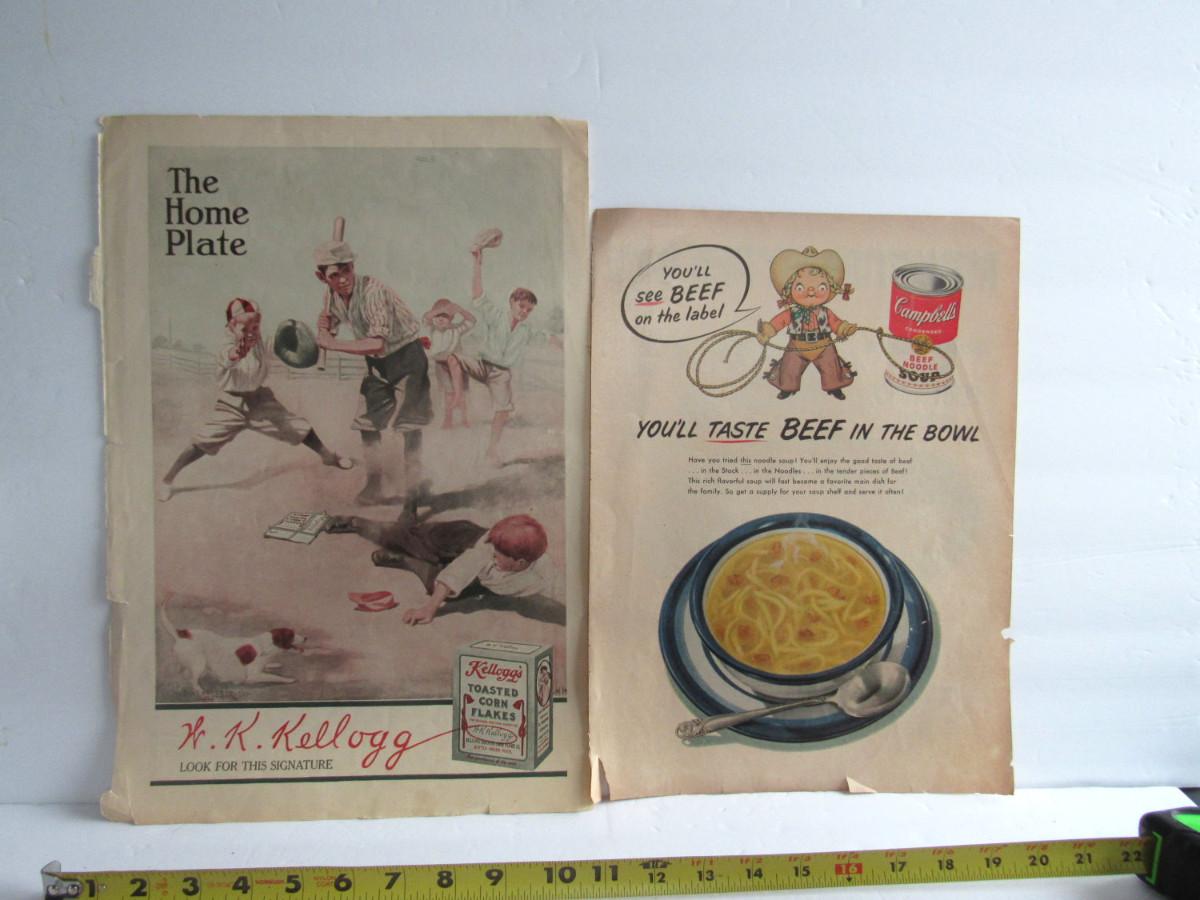 The
Home
Plate
Kellogg's
TOASTED
CORN
FLAKES
W.K.Kellogg
W.K.Kellogg
LOOK FOR THIS SIGNATURE
YOU'LL
see BEEF
on the label
Campbell's
CONDENSED
BEEF
NOODLE
SOUP
YOU'LL TASTE BEEF IN THE BOWL
Have you tried this noodle soup? You'll enjoy the good taste of beef
... in the Stock ... in the Noodles ... in the tender pieces of Beef!
This rich flavorful soup will fast become a favorite main dish for
the family. So get a supply for your soup shelf and serve it often!
1 2 3 4 5 6 7 8 9 10 11 12 13 14 15 16 17 18 19 20 21 22